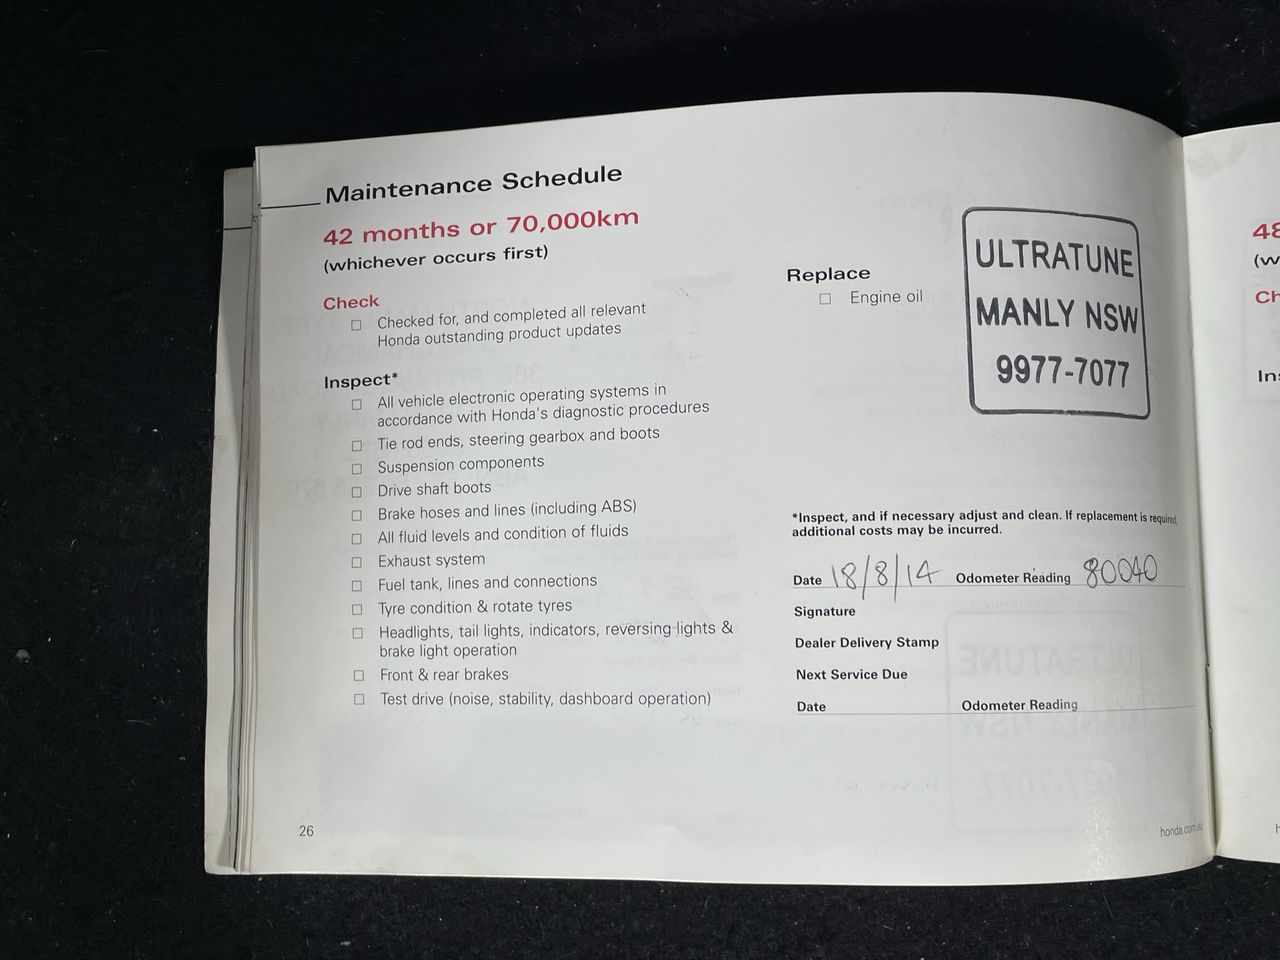 Maintenance Schedule
42 months or 70,000km
(whichever occurs first)
Check
Checked for, and completed all relevant
Honda outstanding product updates
Inspect*
All vehicle electronic operating systems in
accordance with Honda's diagnostic procedures
Tie rod ends, steering gearbox and boots
Suspension components
Drive shaft boots
Brake hoses and lines (including ABS)
All fluid levels and condition of fluids
Exhaust system
Fuel tank, lines and connections
Tyre condition & rotate tyres
Headlights, tail lights, indicators, reversing lights &
brake light operation
Front & rear brakes
Test drive (noise, stability, dashboard operation)
26
Replace
Engine oil
ULTRATUNE
MANLY NSW
9977-7077
*Inspect, and if necessary adjust and clean. If replacement is required,
additional costs may be incurred.
Date 18/8/14 Odometer Reading 80040
Signature
Dealer Delivery Stamp
Next Service Due
Date Odometer Reading
honda.com.au
48
(w
Ch
Ins